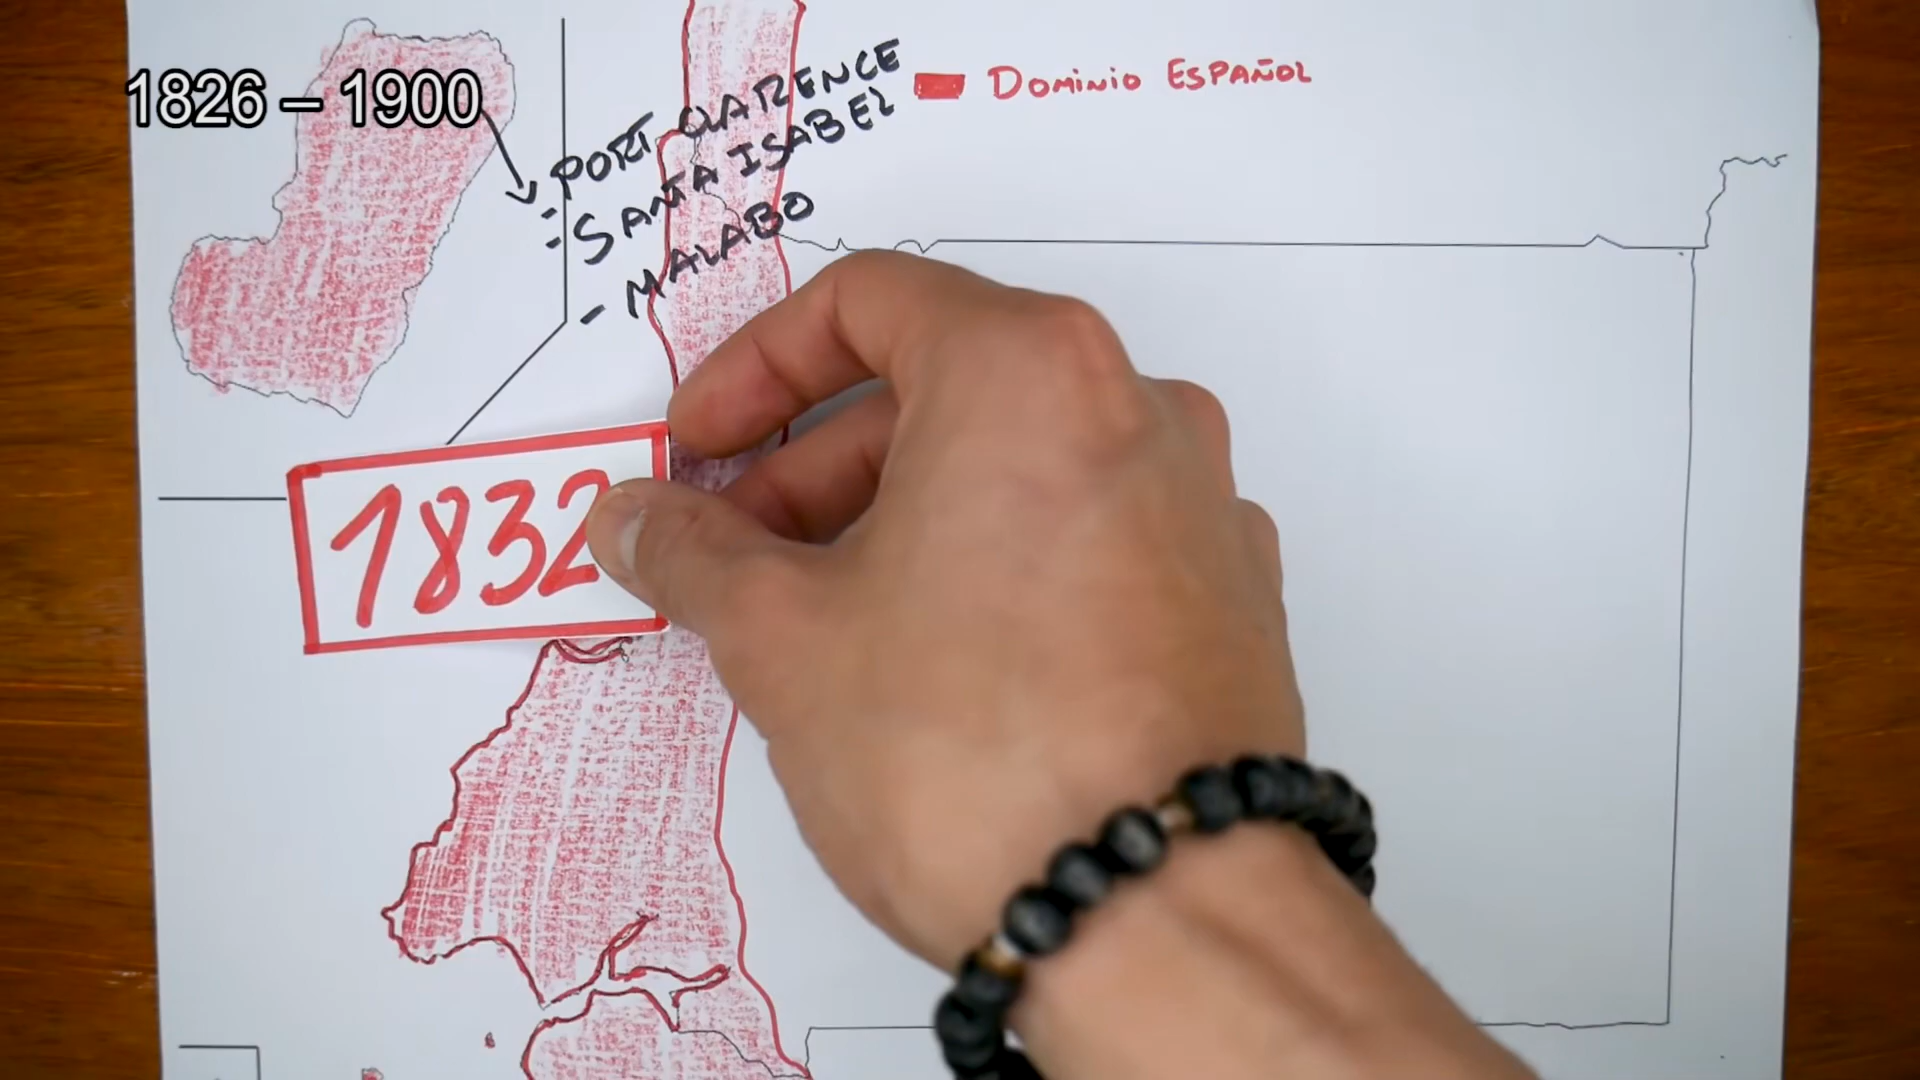 1826 – 1900
- PORT CLARENCE
- SANTA ISABEL
- MALABO
DOMINIO ESPAÑOL
1832